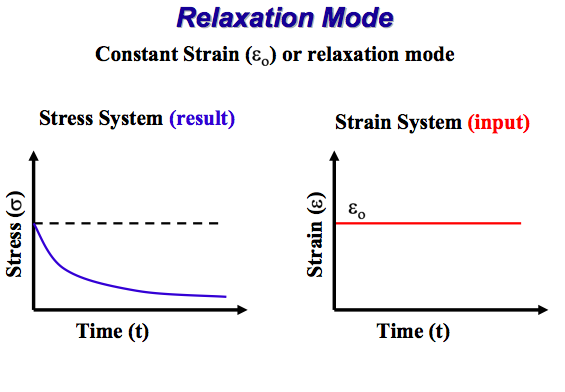 Relaxation Mode
Constant Strain (εo) or relaxation mode
Stress System (result)
Strain System (input)
Stress (σ)
Time (t)
Strain (ε)
εo
Time (t)